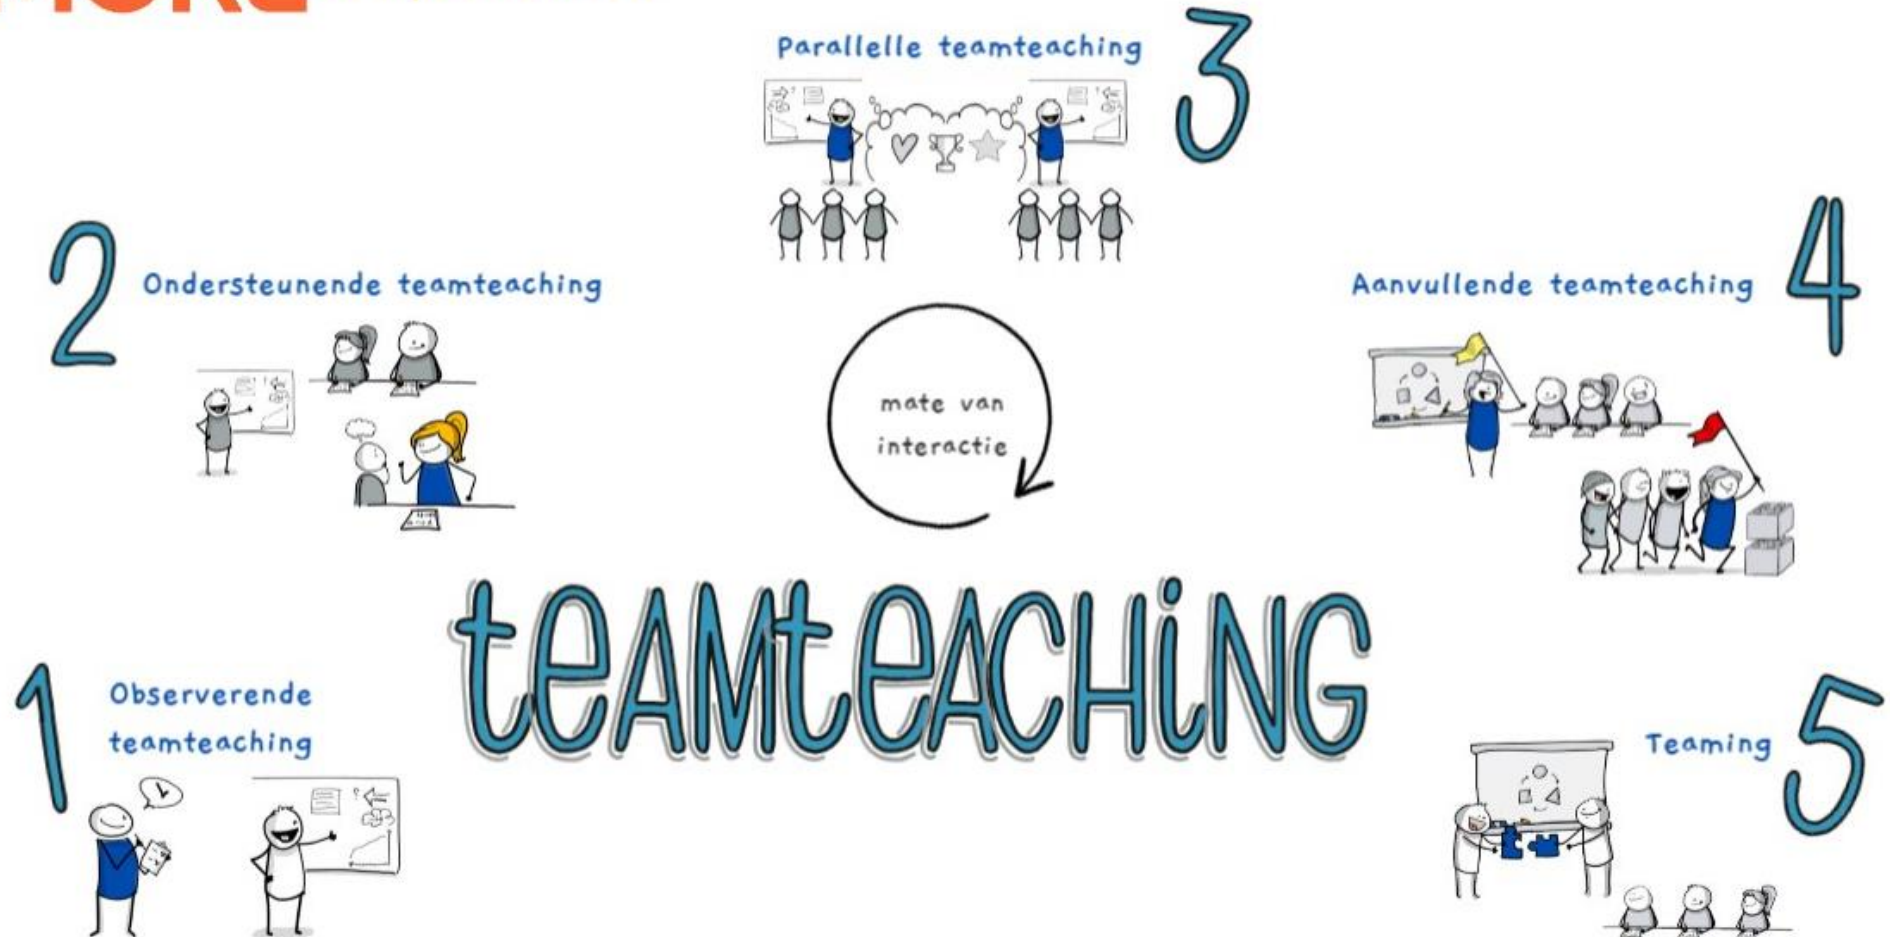 3
Parallelle teamteaching
2
Ondersteunende teamteaching
4
Aanvullende teamteaching
mate van
interactie
teAMteACHiNG
1
Observerende
teamteaching
5
Teaming